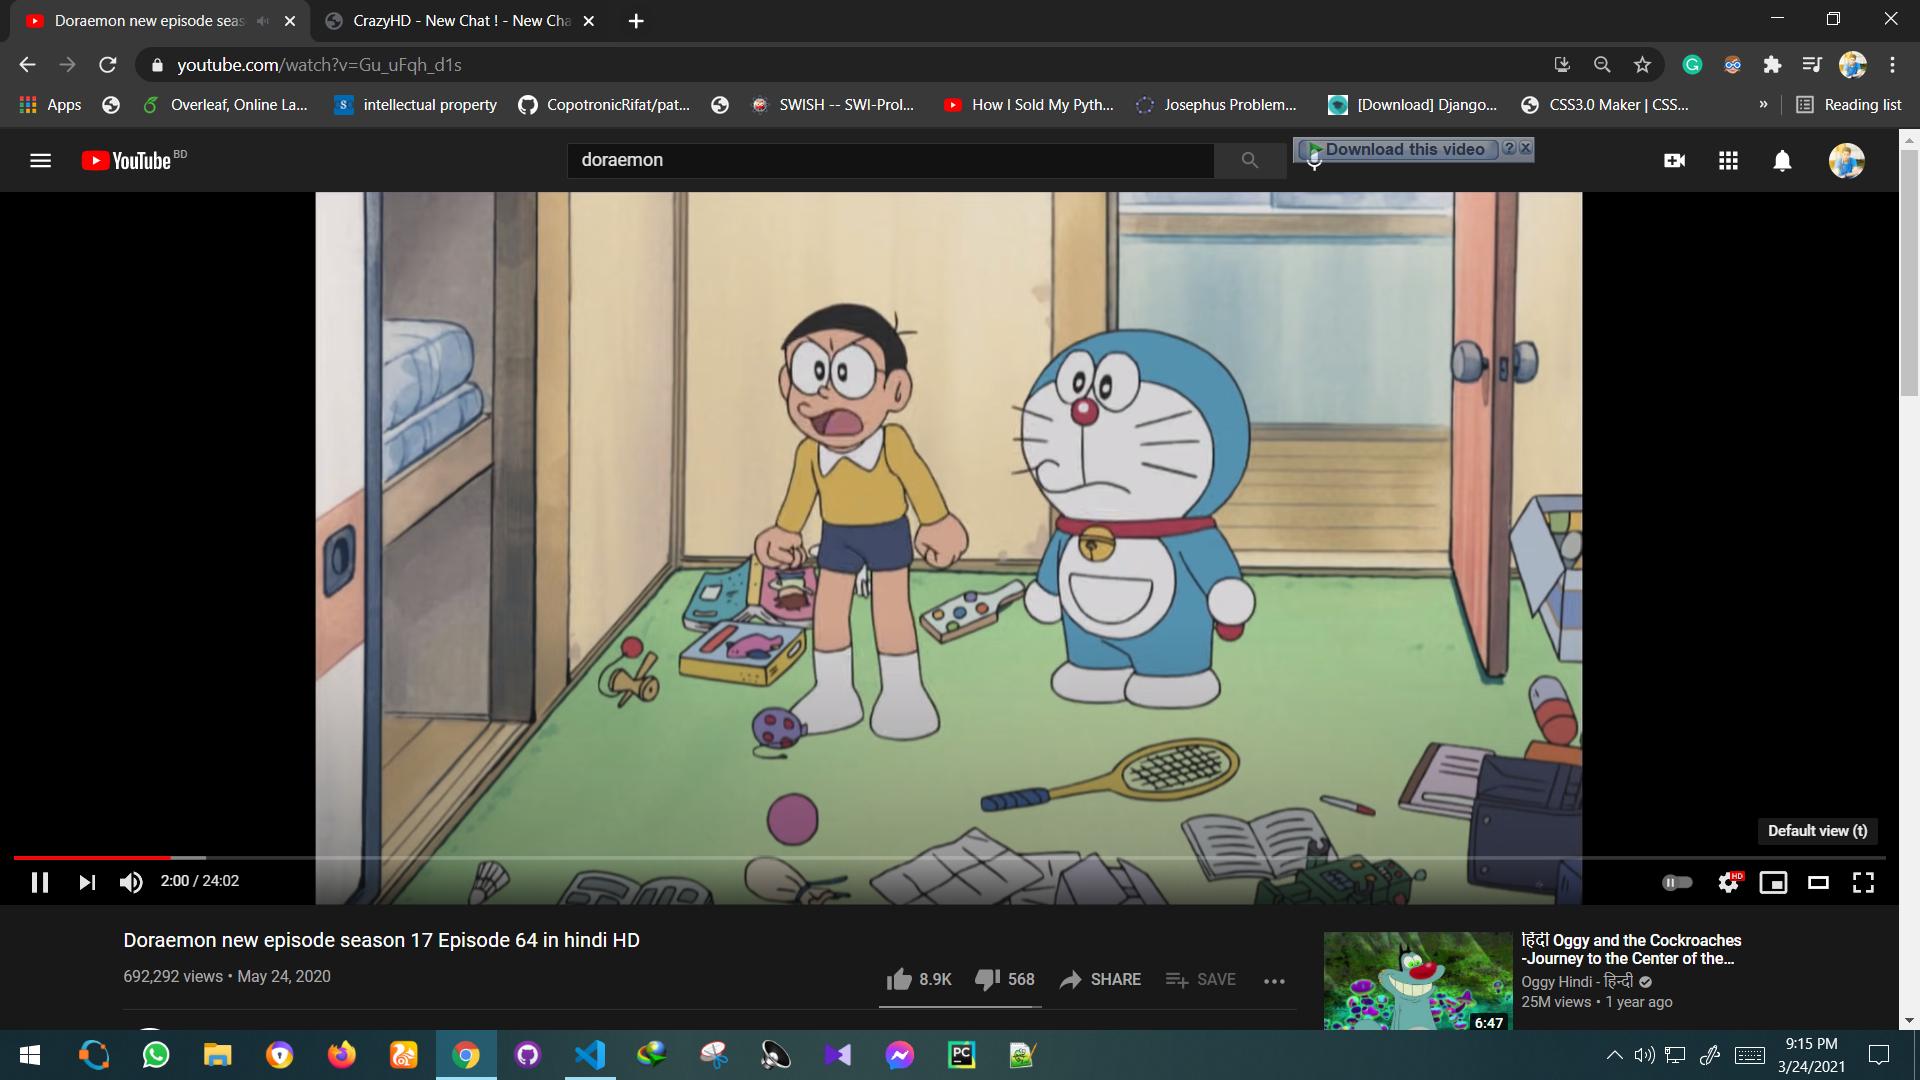 Doraemon new episode seas
CrazyHD - New Chat ! - New Cha
youtube.com/watch?v=Gu_uFqh_d1s
Apps
Overleaf, Online La...
intellectual property
CopotronicRifat/pat...
SWISH -- SWI-Prol...
How I Sold My Pyth...
Josephus Problem...
[Download] Django...
CSS3.0 Maker | CSS...
»
Reading list
YouTube BD
doraemon
Download this video
Default view (t)
2:00 / 24:02
HD
Doraemon new episode season 17 Episode 64 in hindi HD
692,292 views • May 24, 2020
8.9K
568
SHARE
SAVE
हिंदी Oggy and the Cockroaches
-Journey to the Center of the...
Oggy Hindi - हिन्दी
25M views • 1 year ago
6:47
PC
9:15 PM
3/24/2021